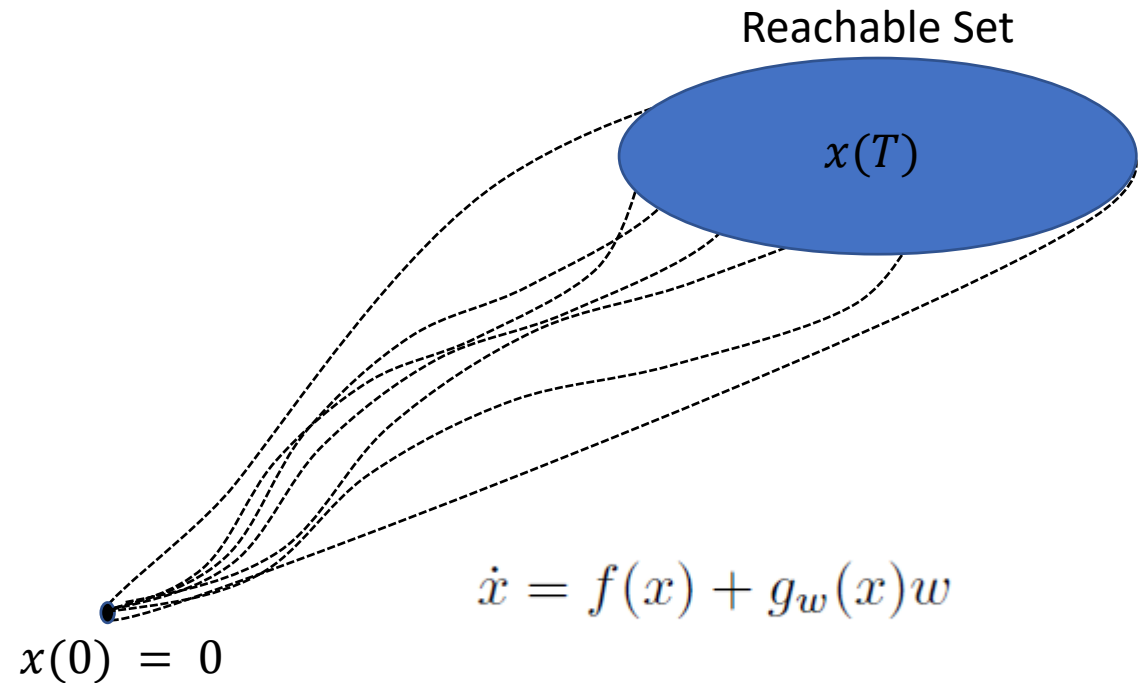 Reachable Set
x(T)
ẋ = f(x) + g_w(x)w
x(0) = 0